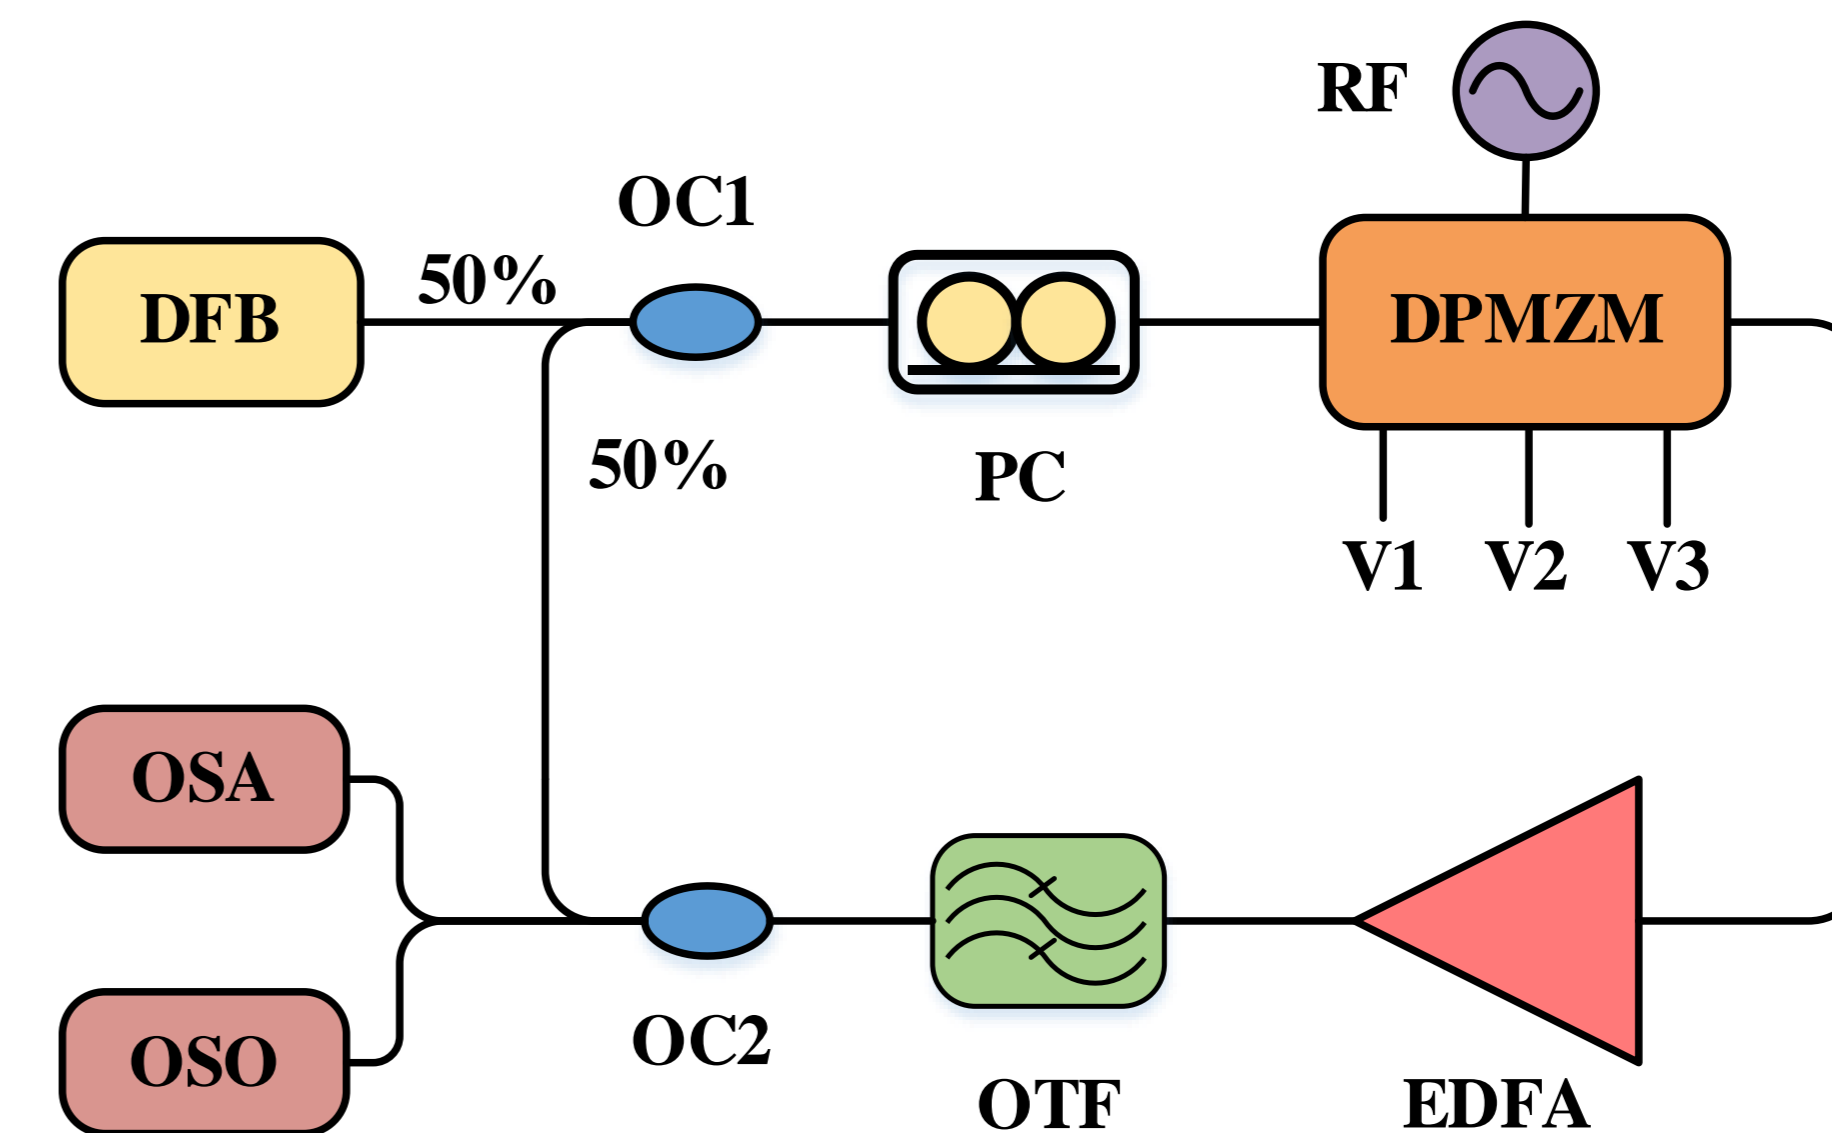 RF
OC1
50%
DFB
DPMZM
50%
PC
V1 V2 V3
OSA
OC2
OSO
OTF
EDFA